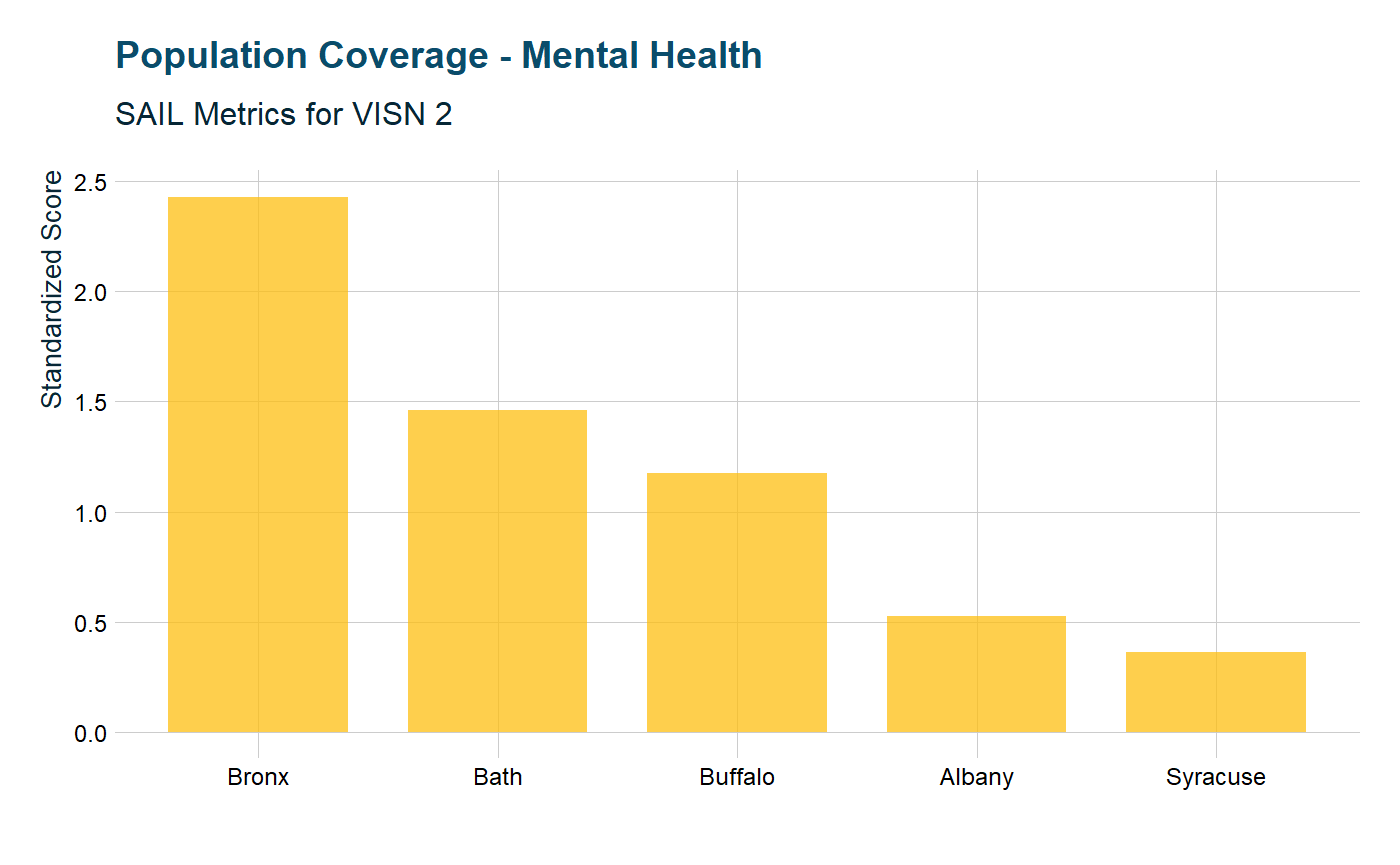 Population Coverage - Mental Health
SAIL Metrics for VISN 2
Standardized Score
2.5
2.0
1.5
1.0
0.5
0.0
Bronx
Bath
Buffalo
Albany
Syracuse